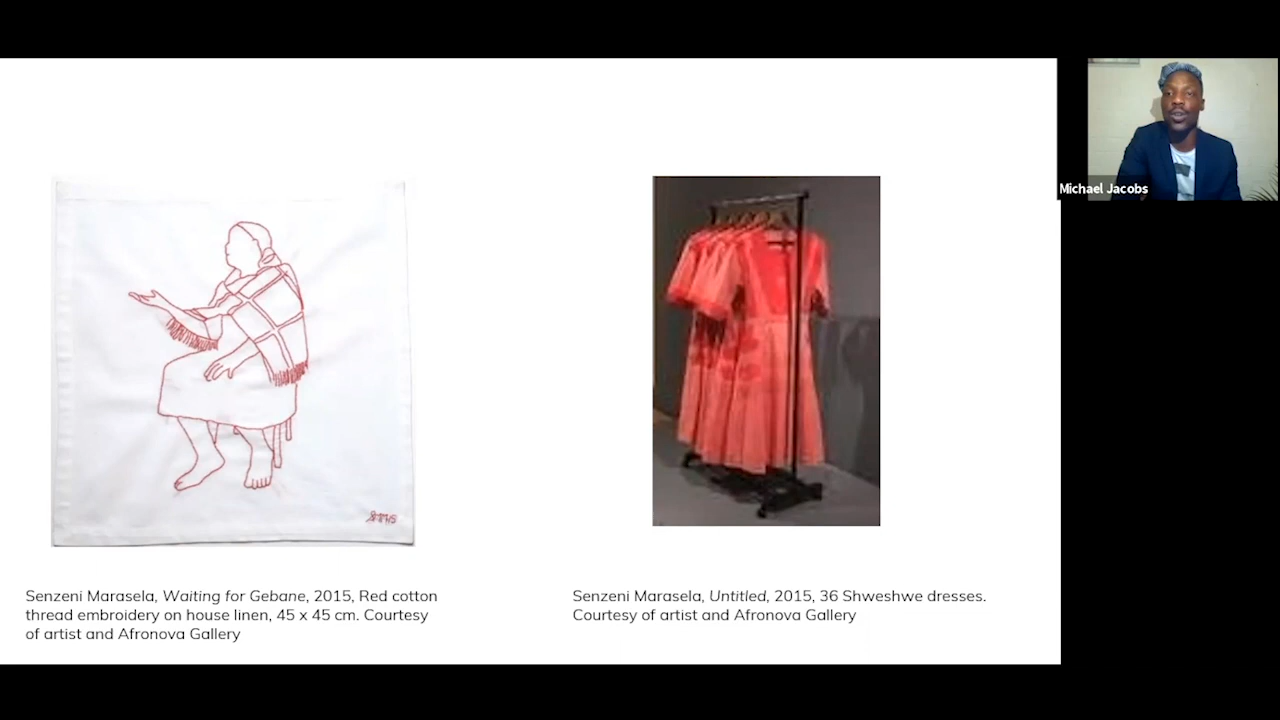 Michael Jacobs
Senzeni Marasela, Waiting for Gebane, 2015, Red cotton
thread embroidery on house linen, 45 x 45 cm. Courtesy
of artist and Afronova Gallery
Senzeni Marasela, Untitled, 2015, 36 Shweshwe dresses.
Courtesy of artist and Afronova Gallery